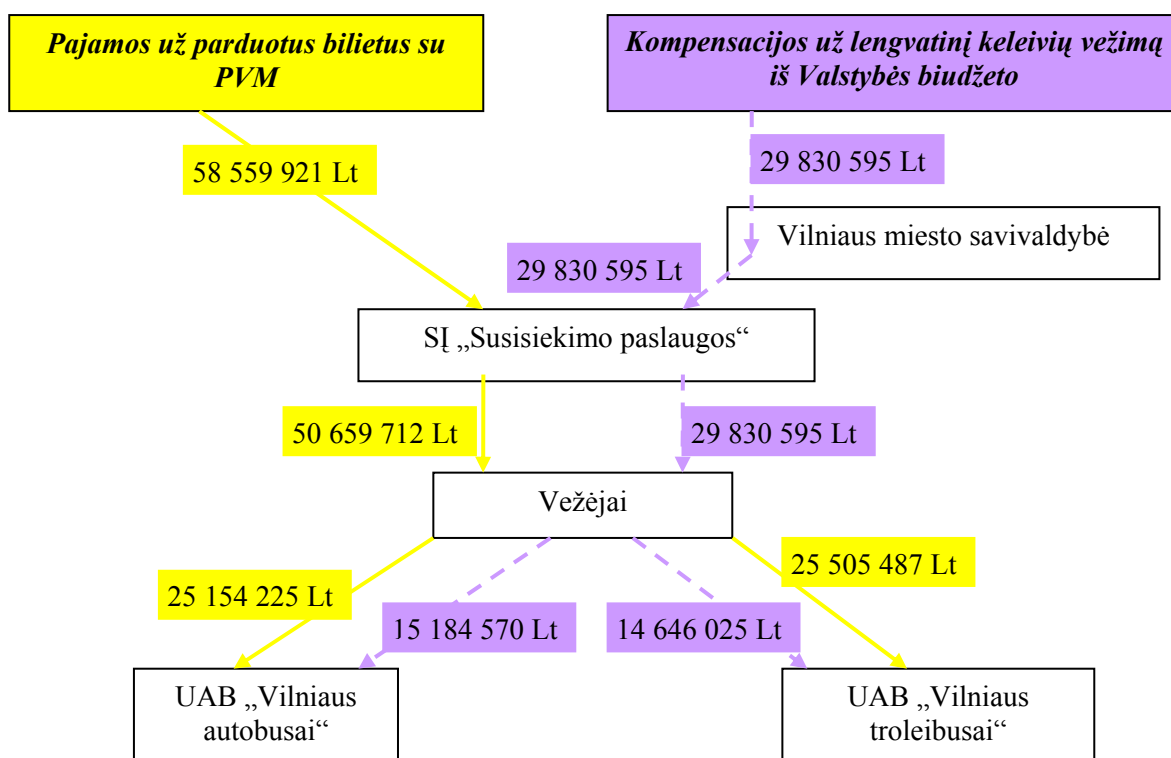 Pajamos už parduotus bilietus su
PVM
Kompensacijos už lengvatinį keleivių vežimą
iš Valstybės biudžeto
58 559 921 Lt
29 830 595 Lt
Vilniaus miesto savivaldybė
29 830 595 Lt
SĮ „Susisiekimo paslaugos“
50 659 712 Lt
29 830 595 Lt
Vežėjai
25 154 225 Lt
15 184 570 Lt
14 646 025 Lt
25 505 487 Lt
UAB „Vilniaus
autobusai“
UAB „Vilniaus
troleibusai“